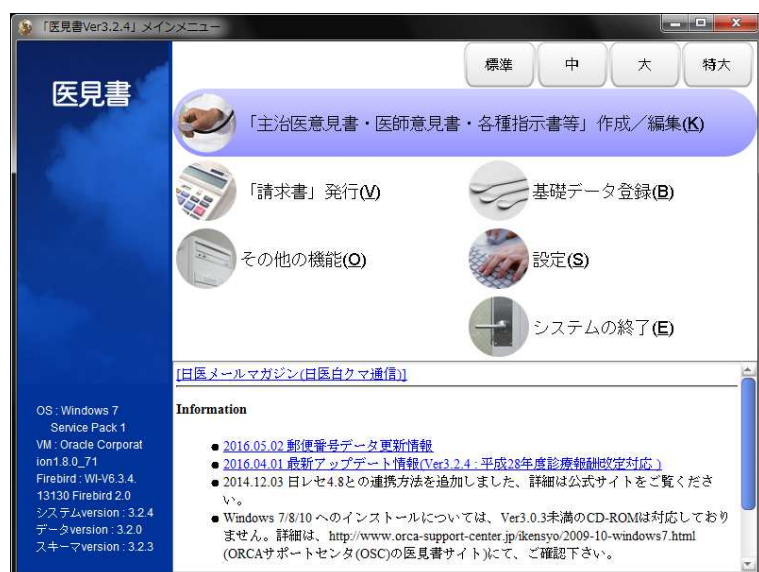 「医見書Ver3.2.4」メインメニュー
標準 中 大 特大
医見書
「主治医意見書・医師意見書・各種指示書等」作成／編集(K)
「請求書」発行(V)
基礎データ登録(B)
その他の機能(O)
設定(S)
システムの終了(E)
[日医メールマガジン(日医白クマ通信)]
Information
2016.05.02 郵便番号データ更新情報
2016.04.01 最新アップデート情報(Ver3.2.4 : 平成28年度診療報酬改定対応 )
2014.12.03 日レセ4.8との連携方法を追加しました、詳細は公式サイトをご覧くださ
い。
Windows 7/8/10 へのインストールについては、Ver3.0.3未満のCD-ROMは対応しており
ません。詳細は、http://www.orca-support-center.jp/ikensyo/2009-10-windows7.html
(ORCAサポートセンタ(OSC)の医見書サイト)にて、ご確認下さい。
OS : Windows 7
Service Pack 1
VM : Oracle Corporat
ion1.8.0_71
Firebird : WI-V6.3.4.
13130 Firebird 2.0
システムversion : 3.2.4
データversion : 3.2.0
スキーマversion : 3.2.3